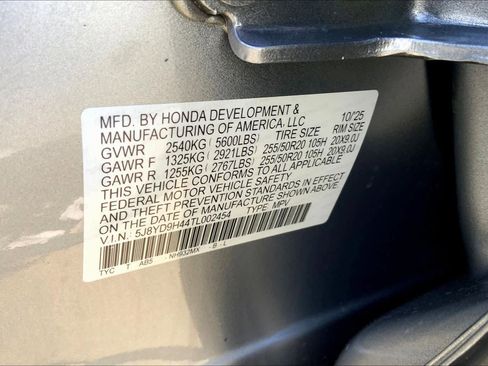 MFD. BY HONDA DEVELOPMENT &
MANUFACTURING OF AMERICA, LLC 10/25
GVWR 2540KG (5600LBS) TIRE SIZE RIM SIZE
GAWR F 1325KG (2921LBS) 255/50R20 105H 20X9.0J
GAWR R 1255KG (2767LBS) 255/50R20 105H 20X9.0J
THIS VEHICLE CONFORMS TO ALL APPLICABLE
FEDERAL MOTOR VEHICLE SAFETY
PREVENTION STANDARDS IN EFFECT
ON THE DATE OF MANUFACTURE SHOWN ABOVE.
V.I.N.: 5J8YD9H44TL002454 TYPE: MPV
TYC T ABS NH932MX - B - L